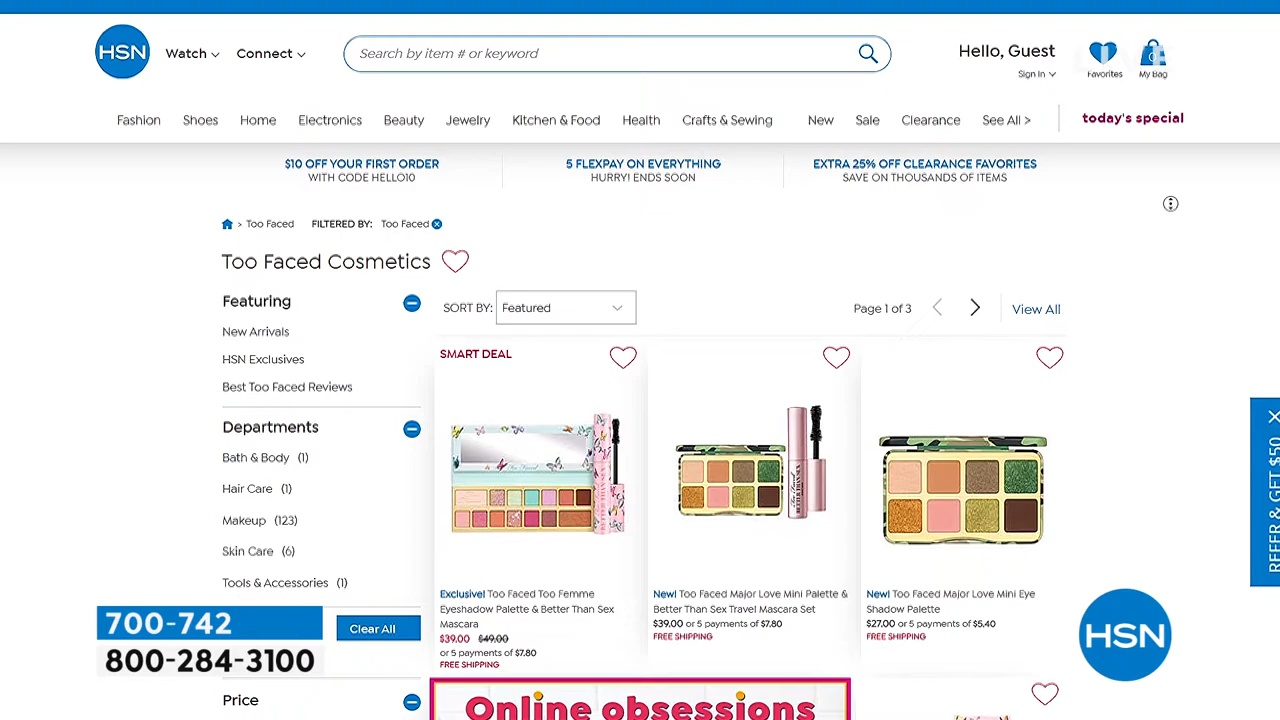 HSN
Watch
Connect
Search by item # or keyword
Hello, Guest
Sign In
Favorites
0
My Bag
Fashion
Shoes
Home
Electronics
Beauty
Jewelry
Kitchen & Food
Health
Crafts & Sewing
New
Sale
Clearance
See All >
today's special
$10 OFF YOUR FIRST ORDER
WITH CODE HELLO10
5 FLEXPAY ON EVERYTHING
HURRY! ENDS SOON
EXTRA 25% OFF CLEARANCE FAVORITES
SAVE ON THOUSANDS OF ITEMS
> Too Faced FILTERED BY: Too Faced
Too Faced Cosmetics
Featuring
New Arrivals
HSN Exclusives
Best Too Faced Reviews
Departments
Bath & Body (1)
Hair Care (1)
Makeup (123)
Skin Care (6)
Tools & Accessories (1)
Clear All
Price
SORT BY: Featured
Page 1 of 3
View All
SMART DEAL
Exclusive! Too Faced Too Femme
Eyeshadow Palette & Better Than Sex
Mascara
$39.00 $49.00
or 5 payments of $7.80
FREE SHIPPING
New! Too Faced Major Love Mini Palette &
Better Than Sex Travel Mascara Set
$39.00 or 5 payments of $7.80
FREE SHIPPING
New! Too Faced Major Love Mini Eye
Shadow Palette
$27.00 or 5 payments of $5.40
FREE SHIPPING
Online obsessions
REFER & GET $50
700-742
800-284-3100
HSN